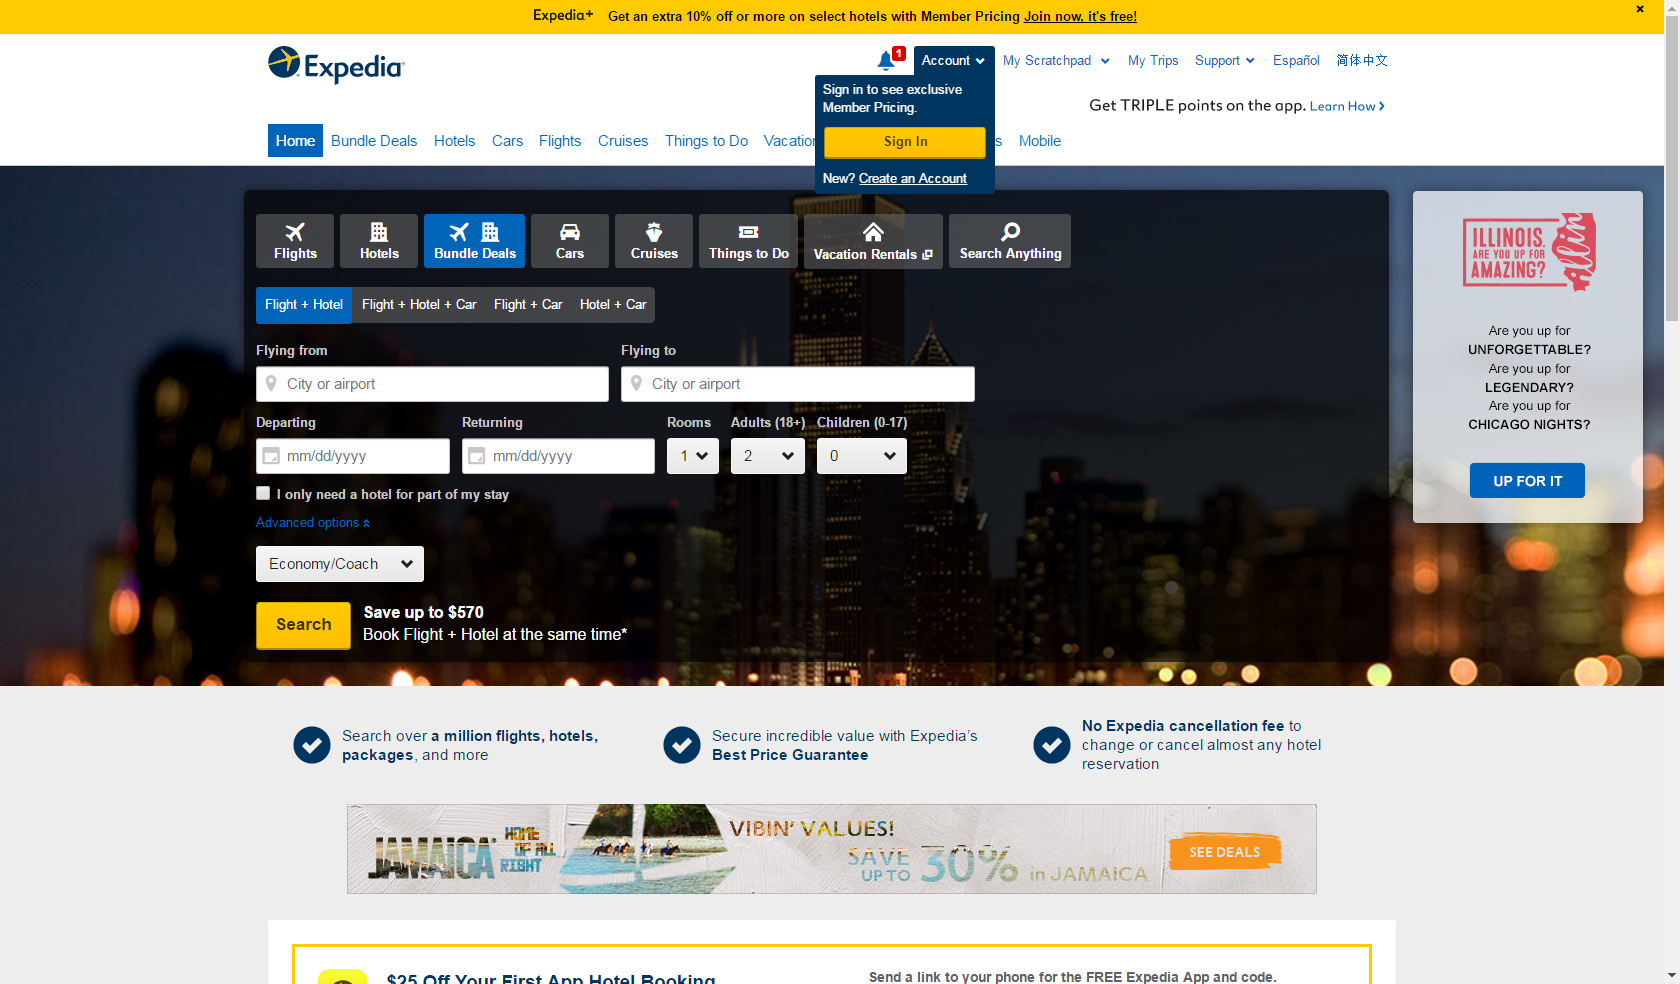 Expedia+ Get an extra 10% off or more on select hotels with Member Pricing Join now, it's free!
Expedia
1
Account
My Scratchpad
My Trips
Support
Español
简体中文
Sign in to see exclusive
Member Pricing.
Sign In
New? Create an Account
Get TRIPLE points on the app. Learn How
Home
Bundle Deals
Hotels
Cars
Flights
Cruises
Things to Do
Mobile
Flights
Hotels
Bundle Deals
Cars
Cruises
Things to Do
Vacation Rentals
Search Anything
Flight + Hotel
Flight + Hotel + Car
Flight + Car
Hotel + Car
Flying from
Flying to
City or airport
City or airport
Departing
Returning
Rooms
Adults (18+)
Children (0-17)
mm/dd/yyyy
mm/dd/yyyy
1
2
0
I only need a hotel for part of my stay
Advanced options
Economy/Coach
Search
Save up to $570
Book Flight + Hotel at the same time*
ILLINOIS.
ARE YOU UP FOR
AMAZING?
Are you up for
UNFORGETTABLE?
Are you up for
LEGENDARY?
Are you up for
CHICAGO NIGHTS?
UP FOR IT
Search over a million flights, hotels,
packages, and more
Secure incredible value with Expedia's
Best Price Guarantee
No Expedia cancellation fee to
change or cancel almost any hotel
reservation
JAMAICA
HOME
OF ALL
RIGHT
VIBIN' VALUES!
SAVE
UP TO
30%
in JAMAICA
SEE DEALS
$25 Off Your First App Hotel Booking
Send a link to your phone for the FREE Expedia App and code.